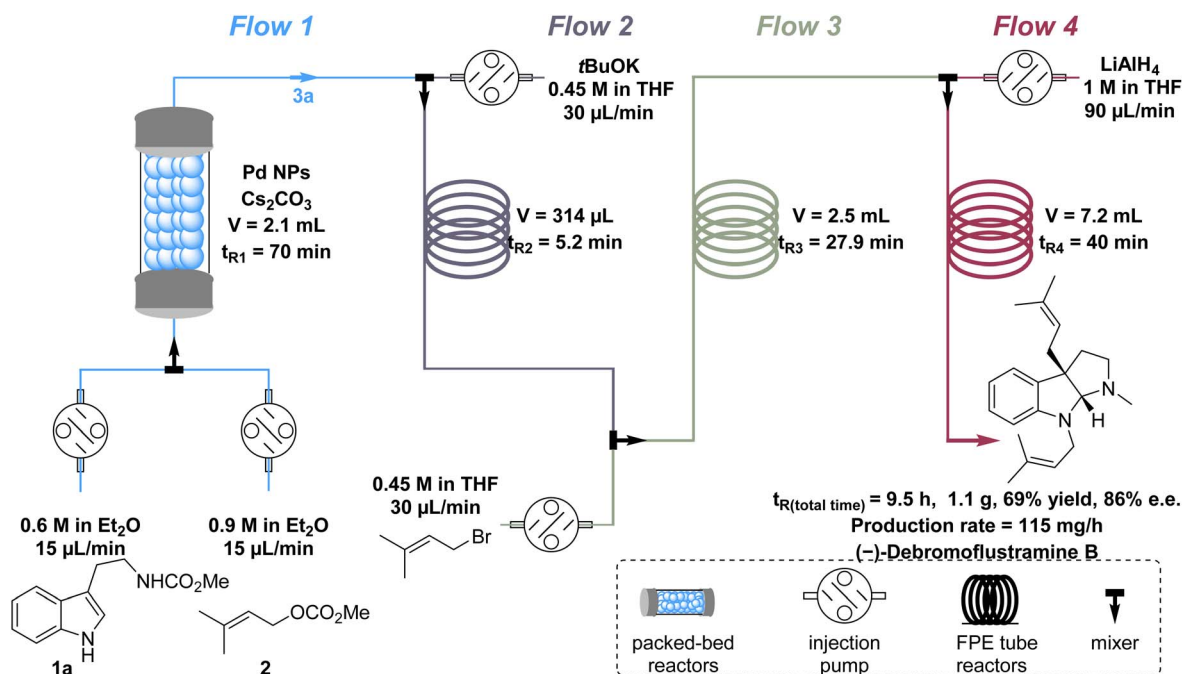 Flow 1
Flow 2
Flow 3
Flow 4
3a
tBuOK
0.45 M in THF
30 µL/min
LiAlH4
1 M in THF
90 µL/min
Pd NPs
Cs2CO3
V = 2.1 mL
tR1 = 70 min
V = 314 µL
tR2 = 5.2 min
V = 2.5 mL
tR3 = 27.9 min
V = 7.2 mL
tR4 = 40 min
N
N
H
0.6 M in Et2O
15 µL/min
0.9 M in Et2O
15 µL/min
0.45 M in THF
30 µL/min
Br
tR(total time) = 9.5 h, 1.1 g, 69% yield, 86% e.e.
Production rate = 115 mg/h
(−)-Debromoflustramine B
NHCO2Me
N
H
1a
OCO2Me
2
packed-bed
reactors
injection
pump
FPE tube
reactors
mixer